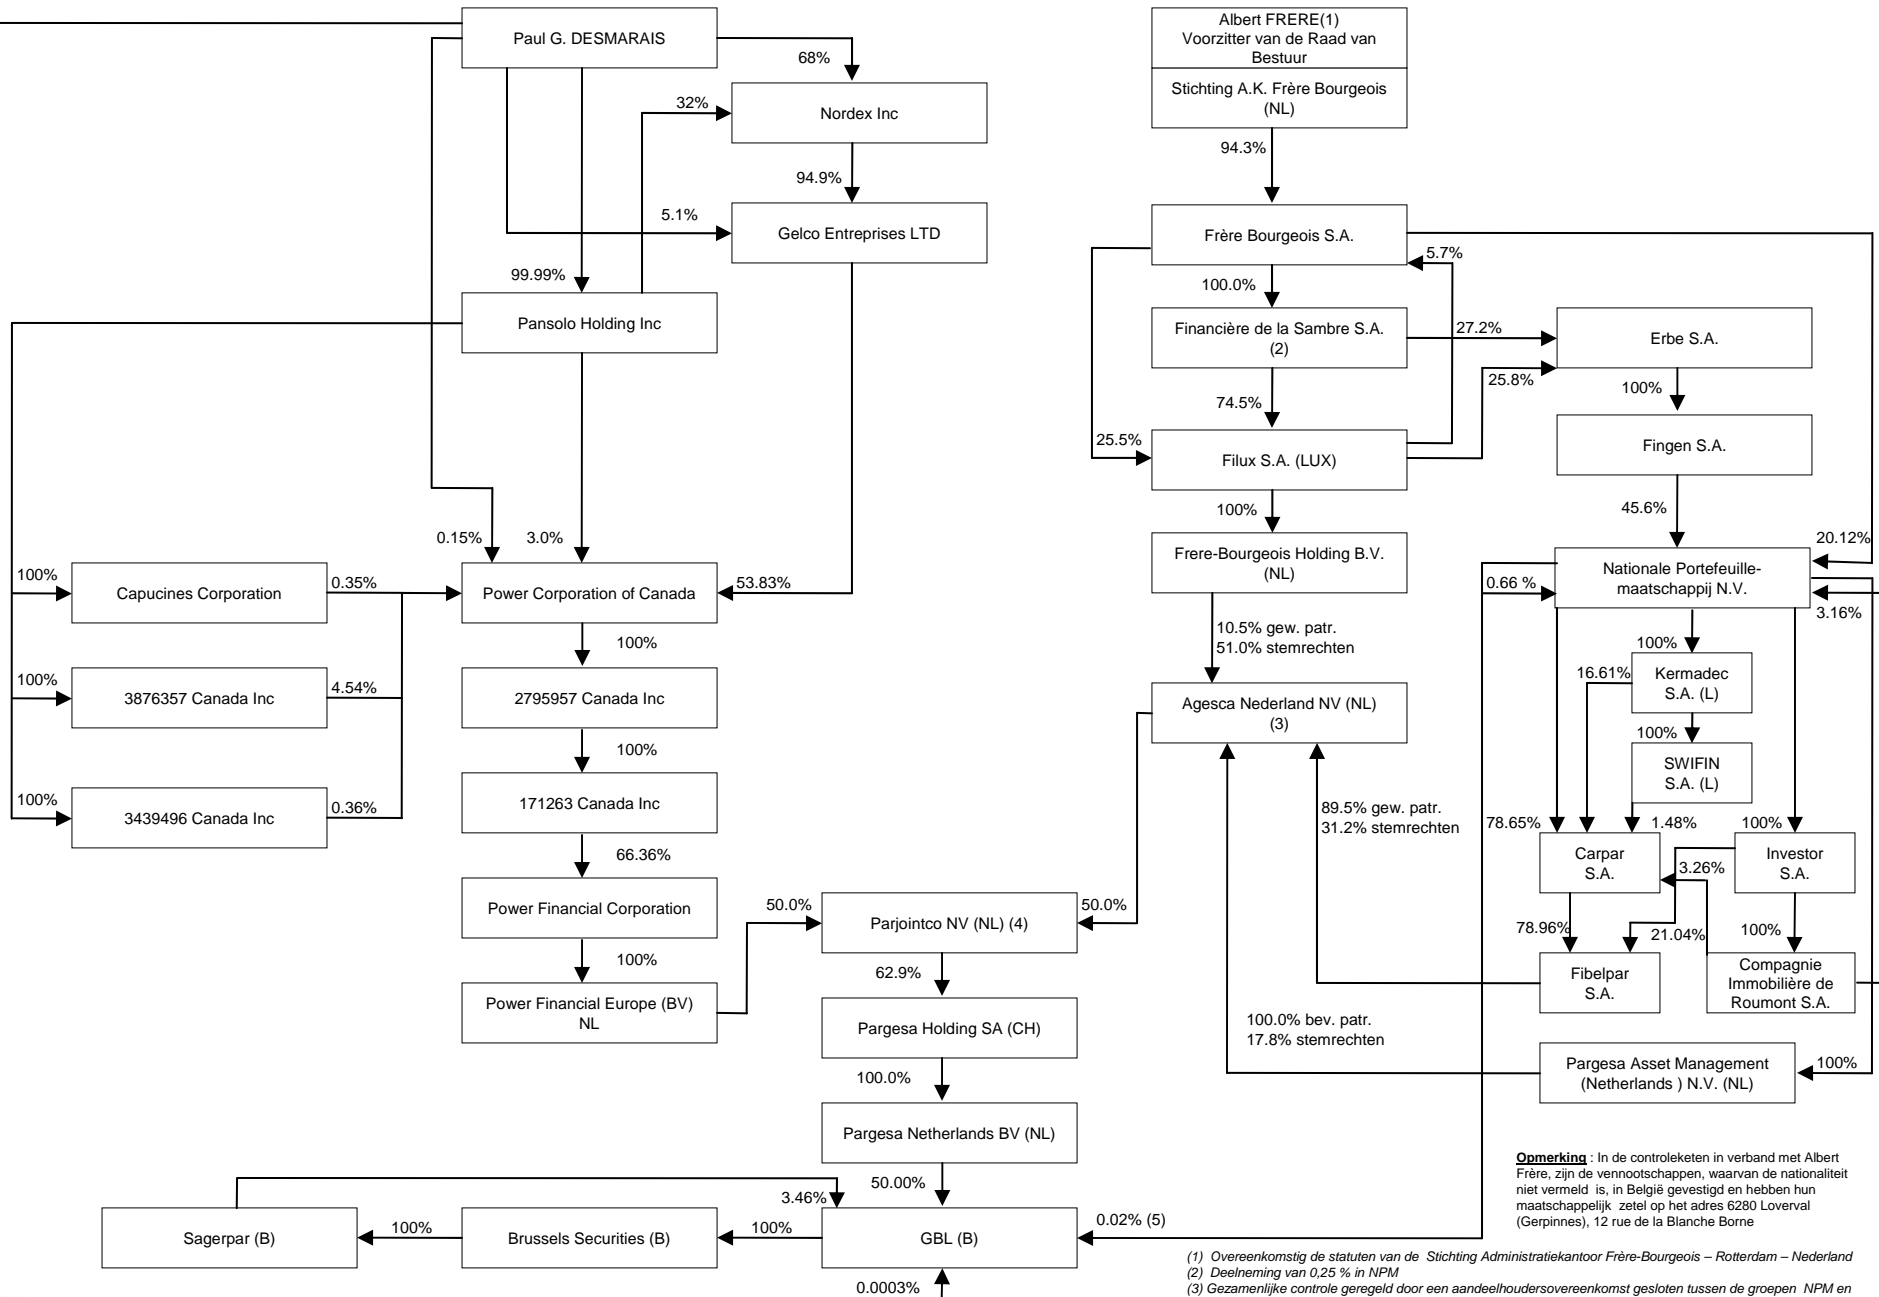 Paul G. DESMARAIS
68%
32%
Nordex Inc
94.9%
5.1%
Gelco Entreprises LTD
99.99%
Pansolo Holding Inc
0.15%
3.0%
53.83%
100%
Capucines Corporation
0.35%
Power Corporation of Canada
100%
100%
3876357 Canada Inc
4.54%
2795957 Canada Inc
100%
100%
3439496 Canada Inc
0.36%
171263 Canada Inc
66.36%
Power Financial Corporation
100%
Power Financial Europe (BV)
NL
50.0%
Parjointco NV (NL) (4)
50.0%
62.9%
Pargesa Holding SA (CH)
100.0%
Pargesa Netherlands BV (NL)
50.00%
3.46%
Sagerpar (B)
100%
Brussels Securities (B)
100%
GBL (B)
0.02% (5)
0.0003%
Albert FRERE(1)
Voorzitter van de Raad van
Bestuur
Stichting A.K. Frère Bourgeois
(NL)
94.3%
Frère Bourgeois S.A.
5.7%
100.0%
Financière de la Sambre S.A.
(2)
27.2%
Erbe S.A.
25.8%
100%
74.5%
25.5%
Filux S.A. (LUX)
Fingen S.A.
100%
45.6%
20.12%
Frere-Bourgeois Holding B.V.
(NL)
0.66 %
Nationale Portefeuille-
maatschappij N.V.
3.16%
10.5% gew. patr.
51.0% stemrechten
100%
16.61%
Kermadec
S.A. (L)
Agesca Nederland NV (NL)
(3)
100%
SWIFIN
S.A. (L)
89.5% gew. patr.
31.2% stemrechten
78.65%
1.48%
100%
Carpar
S.A.
3.26%
Investor
S.A.
78.96%
21.04%
100%
Fibelpar
S.A.
Compagnie
Immobilière de
Roumont S.A.
100.0% bev. patr.
17.8% stemrechten
Pargesa Asset Management
(Netherlands ) N.V. (NL)
100%
Opmerking : In de controleketen in verband met Albert
Frère, zijn de vennootschappen, waarvan de nationaliteit
niet vermeld is, in België gevestigd en hebben hun
maatschappelijk zetel op het adres 6280 Loverval
(Gerpinnes), 12 rue de la Blanche Borne
(1) Overeenkomstig de statuten van de Stichting Administratiekantoor Frère-Bourgeois – Rotterdam – Nederland
(2) Deelneming van 0,25 % in NPM
(3) Gezamenlijke controle geregeld door een aandeelhoudersovereenkomst gesloten tussen de groepen NPM en